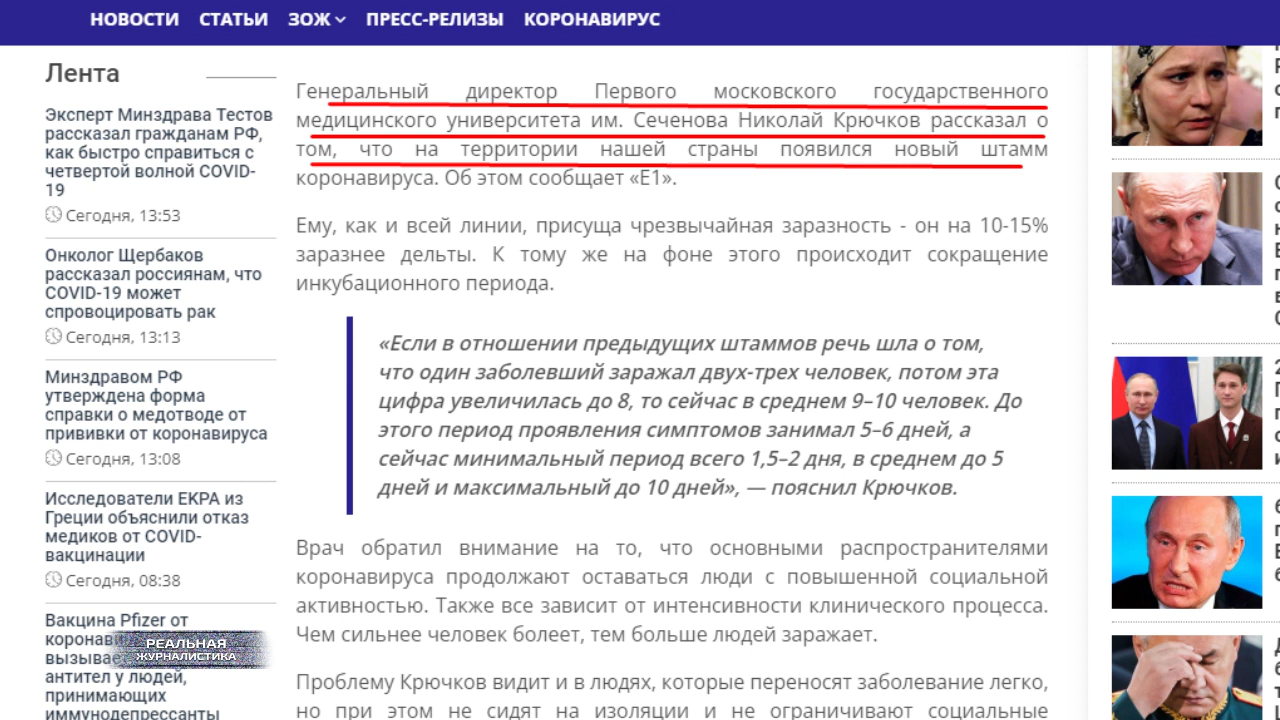 НОВОСТИ СТАТЬИ ЗОЖ ПРЕСС-РЕЛИЗЫ КОРОНАВИРУС
Лента
Эксперт Минздрава Тестов
рассказал гражданам РФ,
как быстро справиться с
четвертой волной COVID-
19
Сегодня, 13:53
Онколог Щербаков
рассказал россиянам, что
COVID-19 может
спровоцировать рак
Сегодня, 13:13
Минздравом РФ
утверждена форма
справки о медотводе от
прививки от коронавируса
Сегодня, 13:08
Исследователи ЕКРА из
Греции объяснили отказ
медиков от COVID-
вакцинации
Сегодня, 08:38
Вакцина Pfizer от
антител у людей,
принимающих
иммунодепрессанты
РЕАЛЬНАЯ
ЖУРНАЛИСТИКА
Генеральный директор Первого московского государственного
медицинского университета им. Сеченова Николай Крючков рассказал о
том, что на территории нашей страны появился новый штамм
коронавируса. Об этом сообщает «Е1».
Ему, как и всей линии, присуща чрезвычайная заразность - он на 10-15%
заразнее дельты. К тому же на фоне этого происходит сокращение
инкубационного периода.
«Если в отношении предыдущих штаммов речь шла о том,
что один заболевший заражал двух-трех человек, потом эта
цифра увеличилась до 8, то сейчас в среднем 9–10 человек. До
этого период проявления симптомов занимал 5–6 дней, а
сейчас минимальный период всего 1,5–2 дня, в среднем до 5
дней и максимальный до 10 дней», — пояснил Крючков.
Врач обратил внимание на то, что основными распространителями
коронавируса продолжают оставаться люди с повышенной социальной
активностью. Также все зависит от интенсивности клинического процесса.
Чем сильнее человек болеет, тем больше людей заражает.
Проблему Крючков видит и в людях, которые переносят заболевание легко,
но при этом не сидят на изоляции и не ограничивают социальные